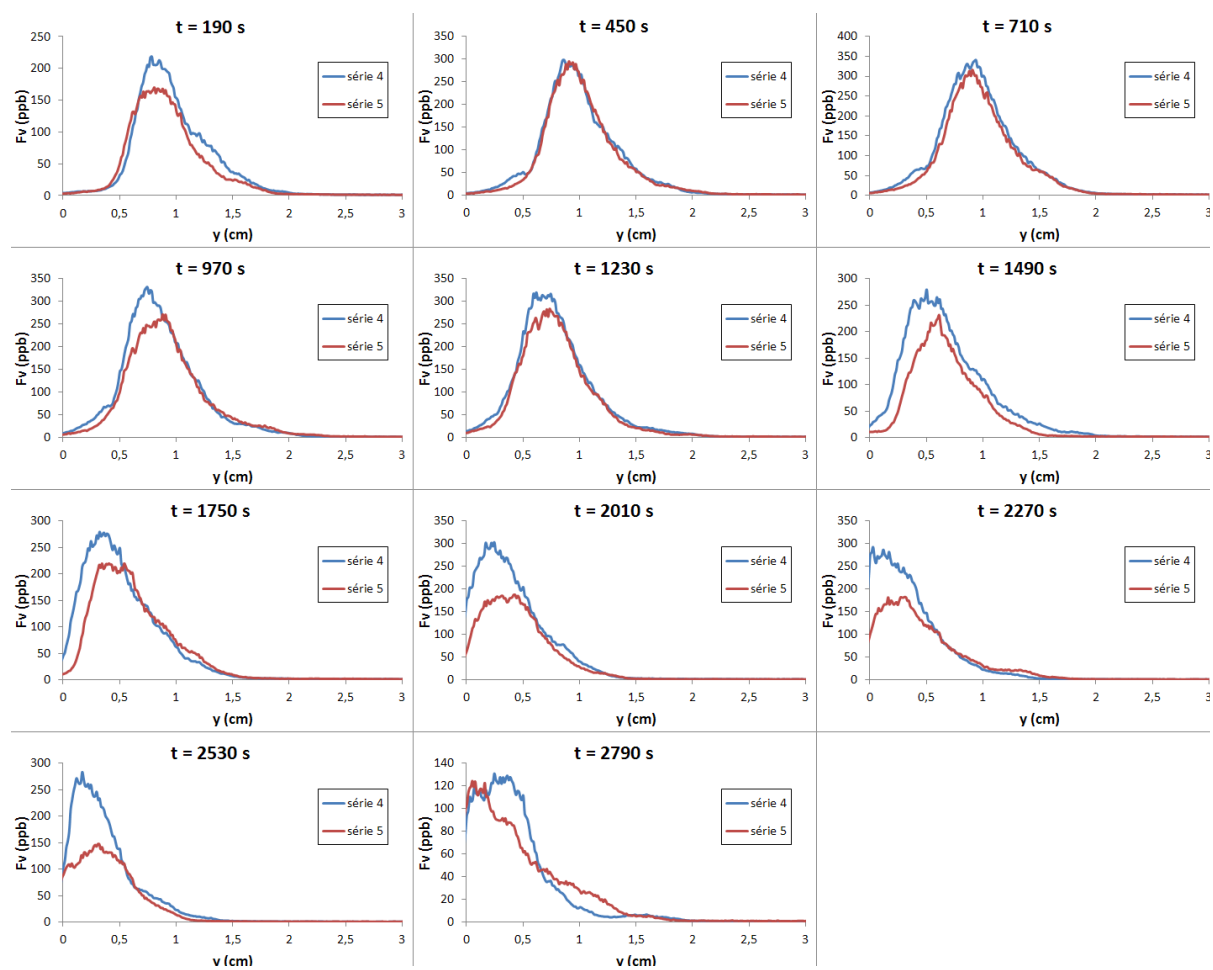 t = 190 s
250
200
150
100
50
0
Fv (ppb)
0 0,5 1 1,5 2 2,5 3
y (cm)
série 4
série 5
t = 450 s
350
300
250
200
150
100
50
0
Fv (ppb)
0 0,5 1 1,5 2 2,5 3
y (cm)
série 4
série 5
t = 710 s
400
350
300
250
200
150
100
50
0
Fv (ppb)
0 0,5 1 1,5 2 2,5 3
y (cm)
série 4
série 5
t = 970 s
350
300
250
200
150
100
50
0
Fv (ppb)
0 0,5 1 1,5 2 2,5 3
y (cm)
série 4
série 5
t = 1230 s
350
300
250
200
150
100
50
0
Fv (ppb)
0 0,5 1 1,5 2 2,5 3
y (cm)
série 4
série 5
t = 1490 s
300
250
200
150
100
50
0
Fv (ppb)
0 0,5 1 1,5 2 2,5 3
y (cm)
série 4
série 5
t = 1750 s
300
250
200
150
100
50
0
Fv (ppb)
0 0,5 1 1,5 2 2,5 3
y (cm)
série 4
série 5
t = 2010 s
350
300
250
200
150
100
50
0
Fv (ppb)
0 0,5 1 1,5 2 2,5 3
y (cm)
série 4
série 5
t = 2270 s
350
300
250
200
150
100
50
0
Fv (ppb)
0 0,5 1 1,5 2 2,5 3
y (cm)
série 4
série 5
t = 2530 s
300
250
200
150
100
50
0
Fv (ppb)
0 0,5 1 1,5 2 2,5 3
y (cm)
série 4
série 5
t = 2790 s
140
120
100
80
60
40
20
0
Fv (ppb)
0 0,5 1 1,5 2 2,5 3
y (cm)
série 4
série 5